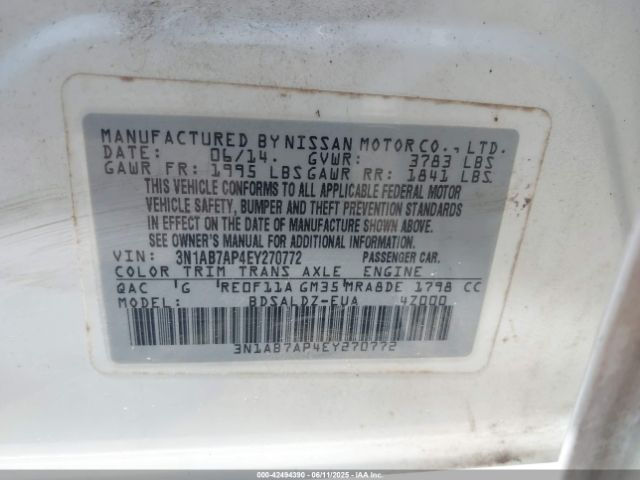 MANUFACTURED BY NISSAN MOTOR CO., LTD.
DATE: 06/14. GVWR: 3783 LBS
GAWR FR: 1995 LBS GAWR RR: 1841 LBS
THIS VEHICLE CONFORMS TO ALL APPLICABLE FEDERAL MOTOR
VEHICLE SAFETY, BUMPER AND THEFT PREVENTION STANDARDS
IN EFFECT ON THE DATE OF MANUFACTURE SHOWN ABOVE.
SEE OWNER'S MANUAL FOR ADDITIONAL INFORMATION.
VIN: 3N1AB7AP4EY270772 PASSENGER CAR.
COLOR TRIM TRANS AXLE ENGINE
QAC G RE0F11A GM35 MRA8DE 1798 CC
MODEL: BDSALDZ-EUA 4Z000
3N1AB7AP4EY270772
000-42494390 - 06/11/2025 - IAAI.COM